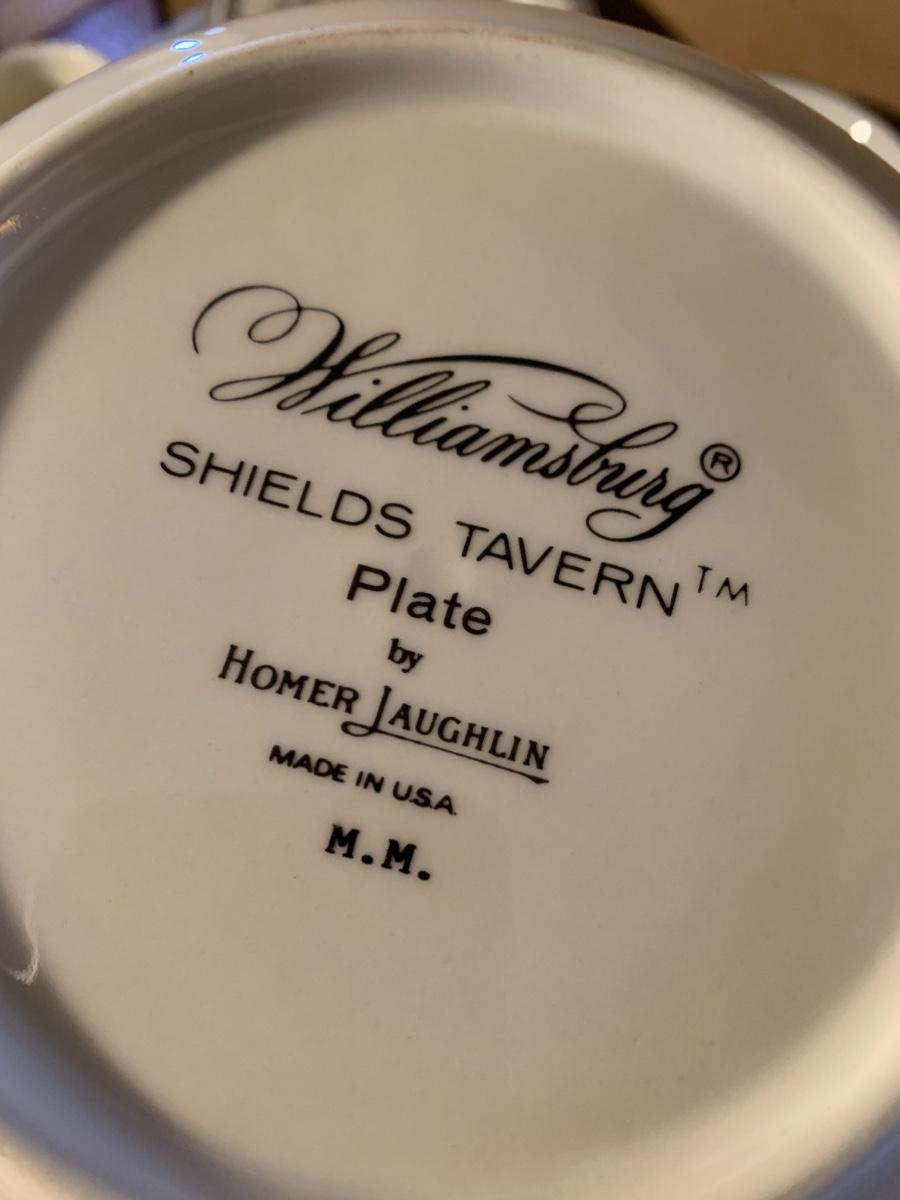 Williamsburg®
SHIELDS TAVERN™
Plate
by
HOMER LAUGHLIN
MADE IN U.S.A.
M.M.